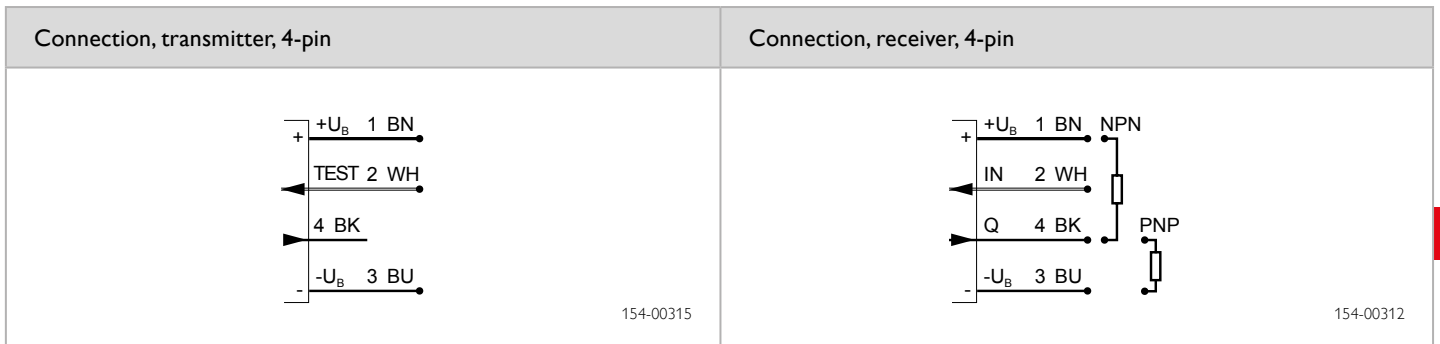 Connection, transmitter, 4-pin
+U_B 1 BN
+
TEST 2 WH
4 BK
-U_B 3 BU
-
154-00315
Connection, receiver, 4-pin
+U_B 1 BN NPN
+
IN 2 WH
Q 4 BK PNP
-U_B 3 BU
-
154-00312